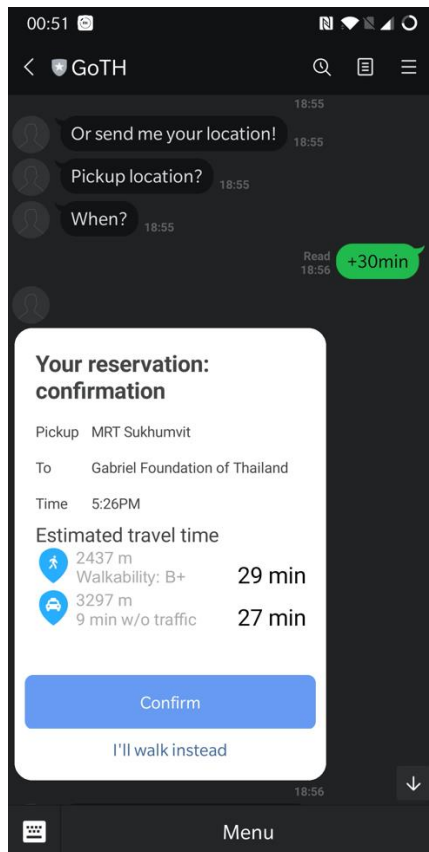 00:51
GoTH
18:55
Or send me your location!
18:55
Pickup location?
18:55
When?
18:55
Read
18:56
+30min
Your reservation:
confirmation
Pickup MRT Sukhumvit
To Gabriel Foundation of Thailand
Time 5:26PM
Estimated travel time
2437 m
Walkability: B+ 29 min
3297 m
9 min w/o traffic 27 min
Confirm
I'll walk instead
18:56
Menu